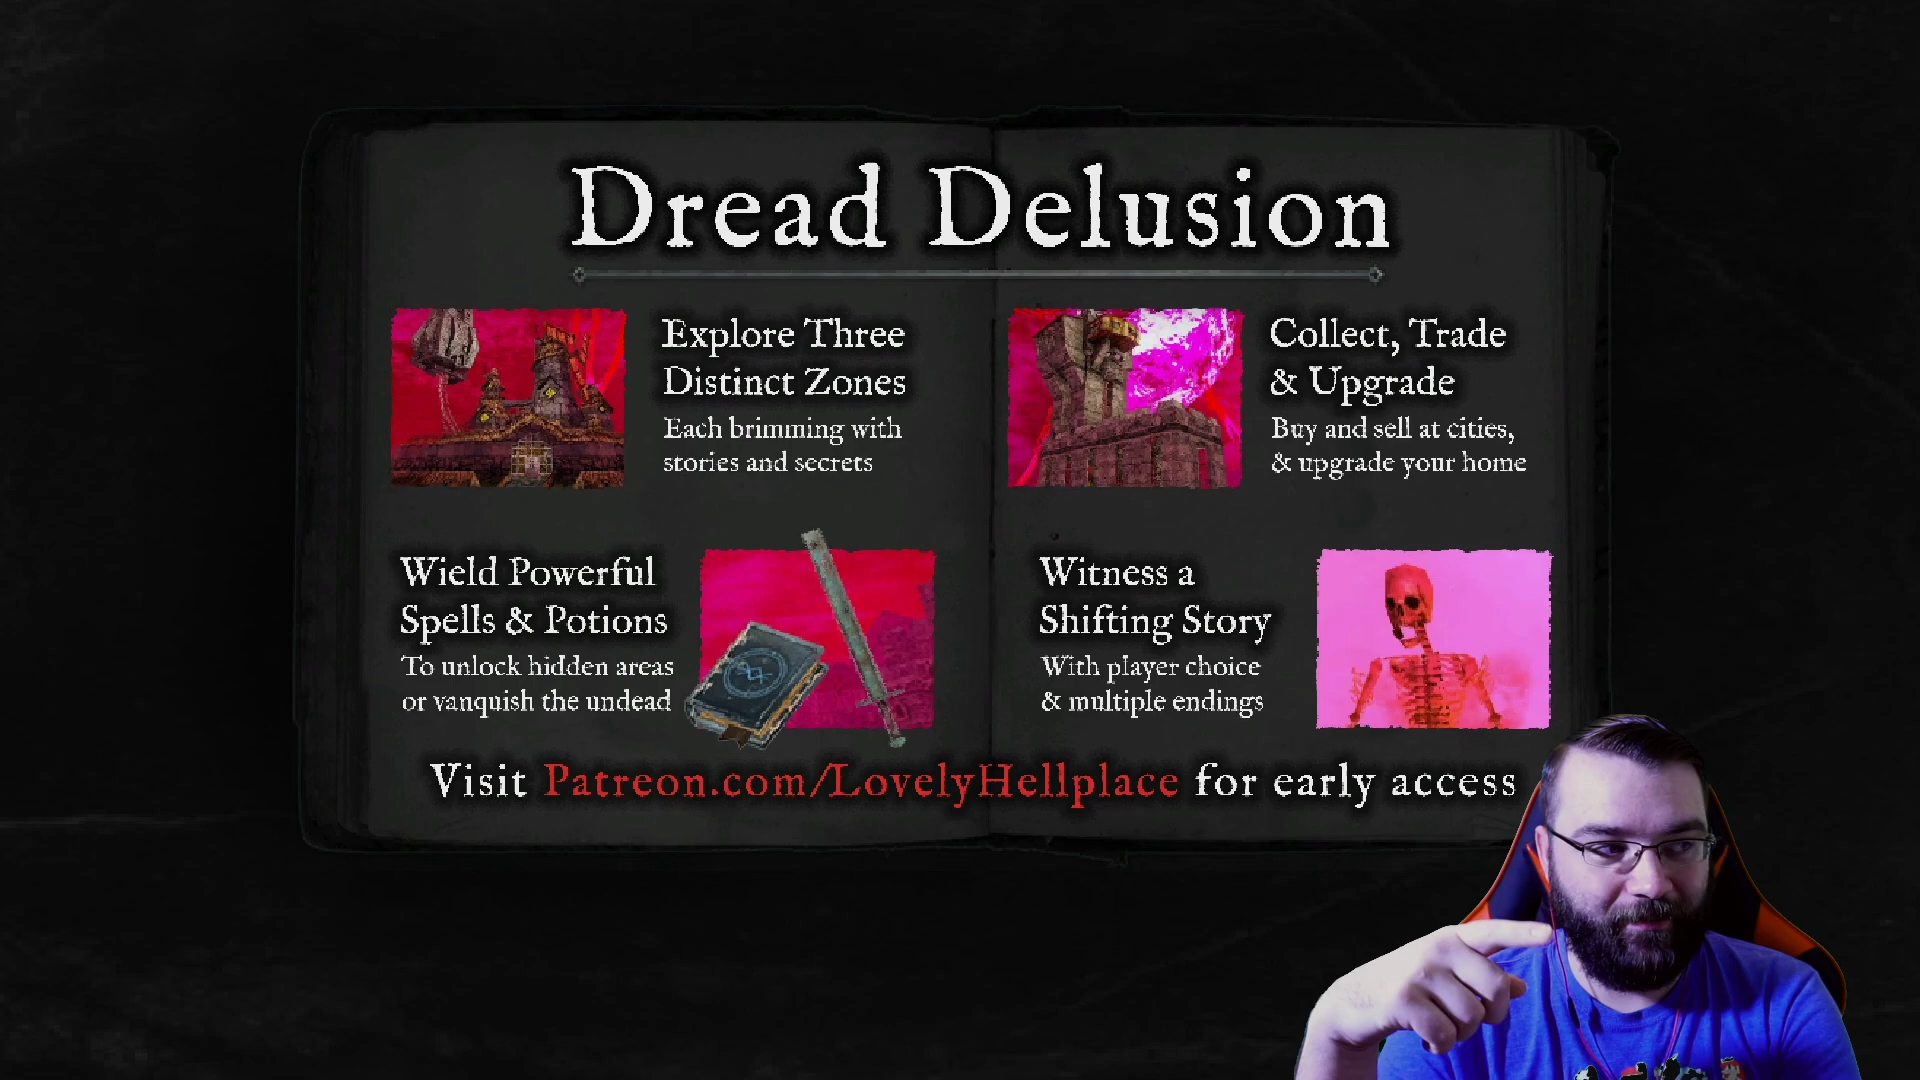 Dread Delusion
Explore Three
Distinct Zones
Each brimming with
stories and secrets
Collect, Trade
& Upgrade
Buy and sell at cities,
& upgrade your home
Wield Powerful
Spells & Potions
To unlock hidden areas
or vanquish the undead
Witness a
Shifting Story
With player choice
& multiple endings
Visit Patreon.com/LovelyHellplace for early access